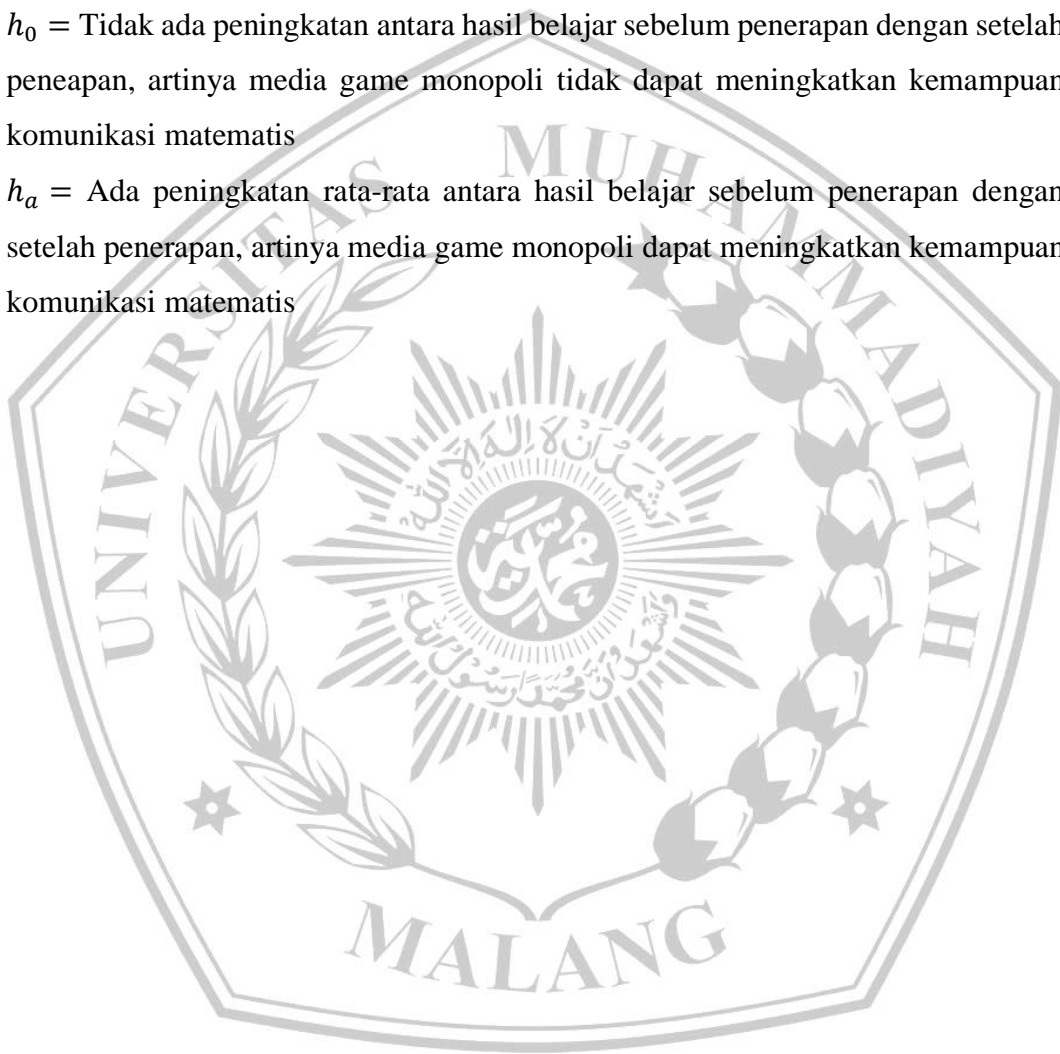 h₀ = Tidak ada peningkatan antara hasil belajar sebelum penerapan dengan setelah
peneapan, artinya media game monopoli tidak dapat meningkatkan kemampuan
komunikasi matematis
hₐ = Ada peningkatan rata-rata antara hasil belajar sebelum penerapan dengan
setelah penerapan, artinya media game monopoli dapat meningkatkan kemampuan
komunikasi matematis
UNIVERSITAS MUHAMMADIYAH
MALANG